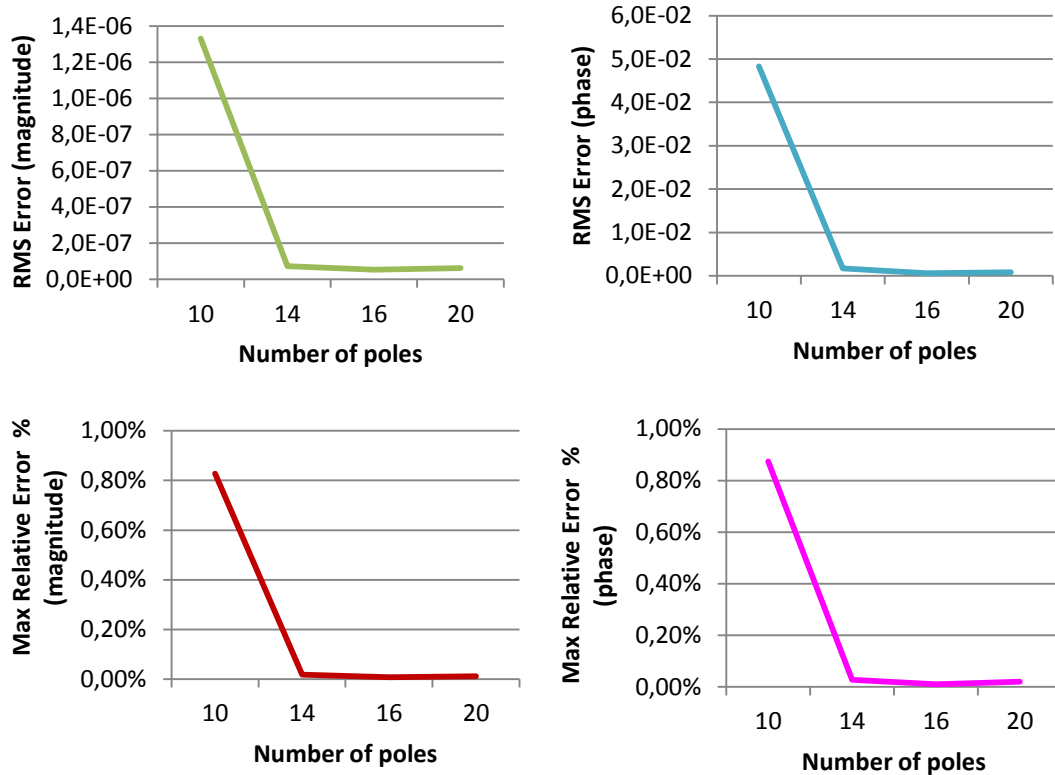 RMS Error (magnitude)
1,4E-06
1,2E-06
1,0E-06
8,0E-07
6,0E-07
4,0E-07
2,0E-07
0,0E+00
10 14 16 20
Number of poles
RMS Error (phase)
6,0E-02
5,0E-02
4,0E-02
3,0E-02
2,0E-02
1,0E-02
0,0E+00
10 14 16 20
Number of poles
Max Relative Error %
(magnitude)
1,00%
0,80%
0,60%
0,40%
0,20%
0,00%
10 14 16 20
Number of poles
Max Relative Error %
(phase)
1,00%
0,80%
0,60%
0,40%
0,20%
0,00%
10 14 16 20
Number of poles